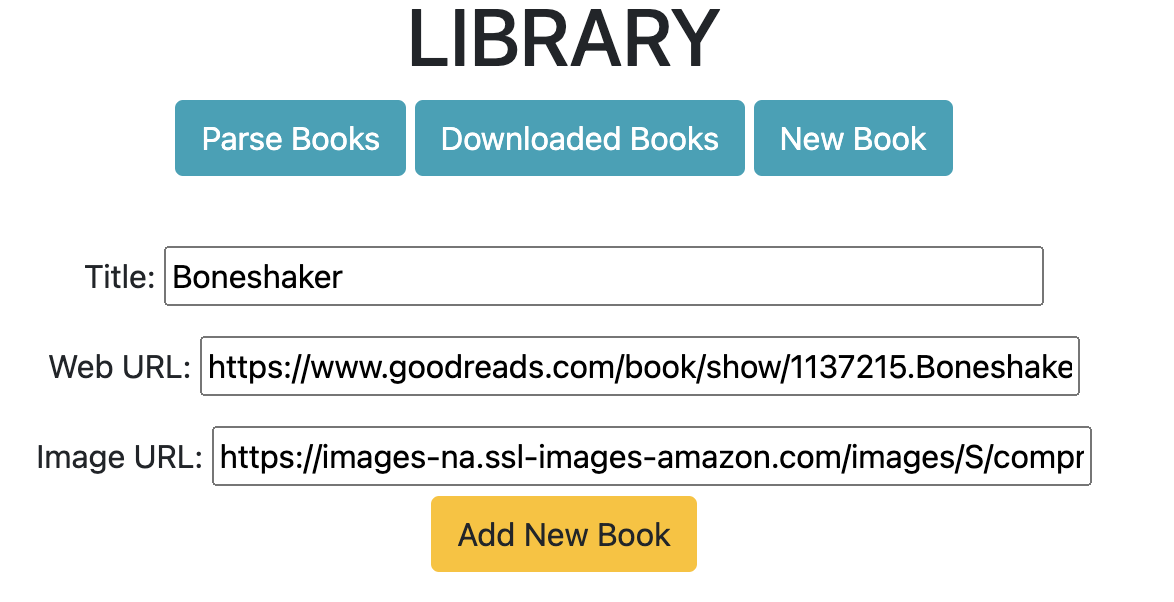 LIBRARY
Parse Books Downloaded Books New Book
Title: Boneshaker
Web URL: https://www.goodreads.com/book/show/1137215.Boneshake
Image URL: https://images-na.ssl-images-amazon.com/images/S/compr
Add New Book